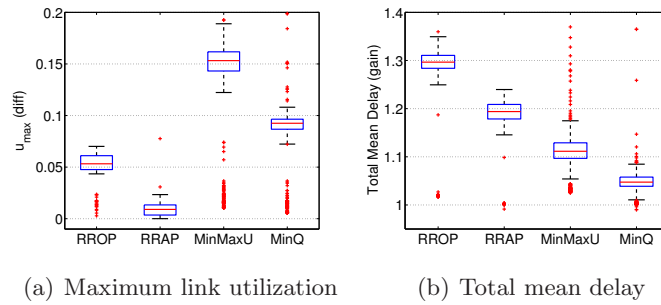 0.2
0.15
0.1
0.05
0
u_max (diff)
RROP RRAP MinMaxU MinQ
(a) Maximum link utilization
1.4
1.3
1.2
1.1
1
Total Mean Delay (gain)
RROP RRAP MinMaxU MinQ
(b) Total mean delay